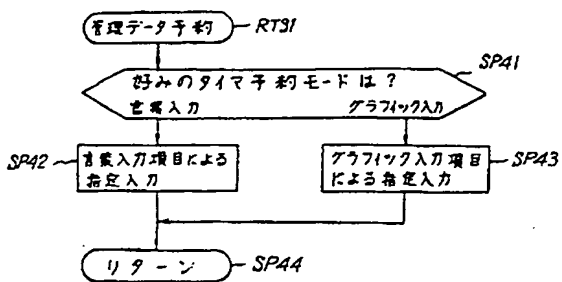 管理データ予約
RT31
SP41
好みのタイマ予約モードは?
言葉入力
グラフィック入力
SP42
言葉入力項目による
指定入力
グラフィック入力項目
による指定入力
SP43
リターン
SP44